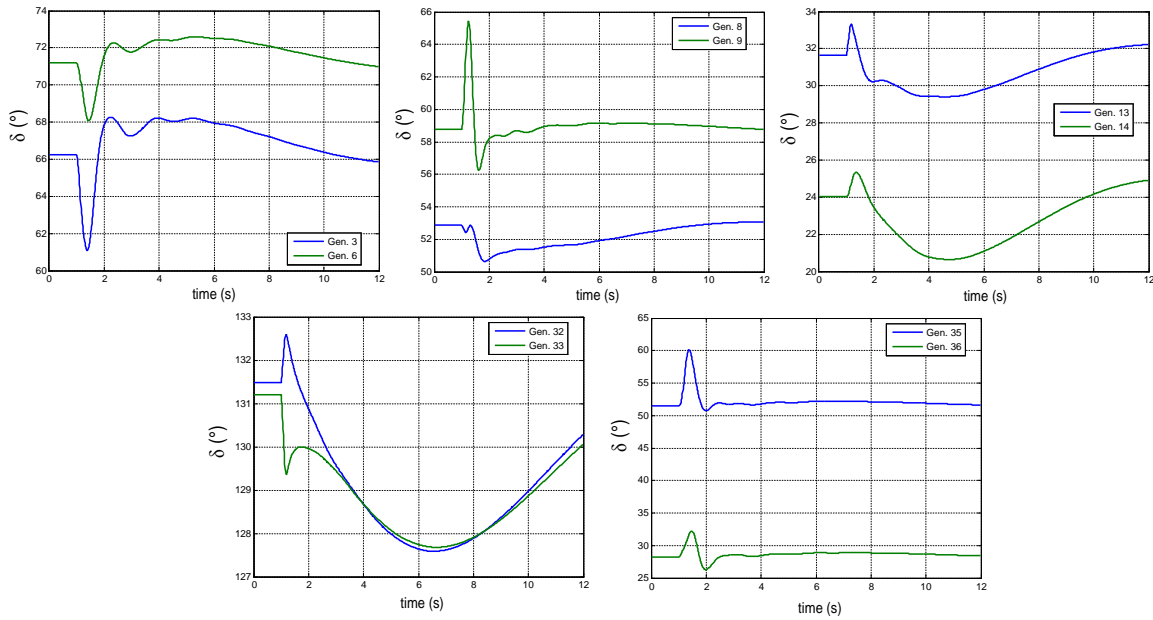 74
72
70
68
66
64
62
60
δ (°)
0 2 4 6 8 10 12
time (s)
Gen. 3
Gen. 6
66
64
62
60
58
56
54
52
50
δ (°)
0 2 4 6 8 10 12
time (s)
Gen. 8
Gen. 9
34
32
30
28
26
24
22
20
δ (°)
0 2 4 6 8 10 12
time (s)
Gen. 13
Gen. 14
133
132
131
130
129
128
127
δ (°)
0 2 4 6 8 10 12
time (s)
Gen. 32
Gen. 33
65
60
55
50
45
40
35
30
25
δ (°)
0 2 4 6 8 10 12
time (s)
Gen. 35
Gen. 36